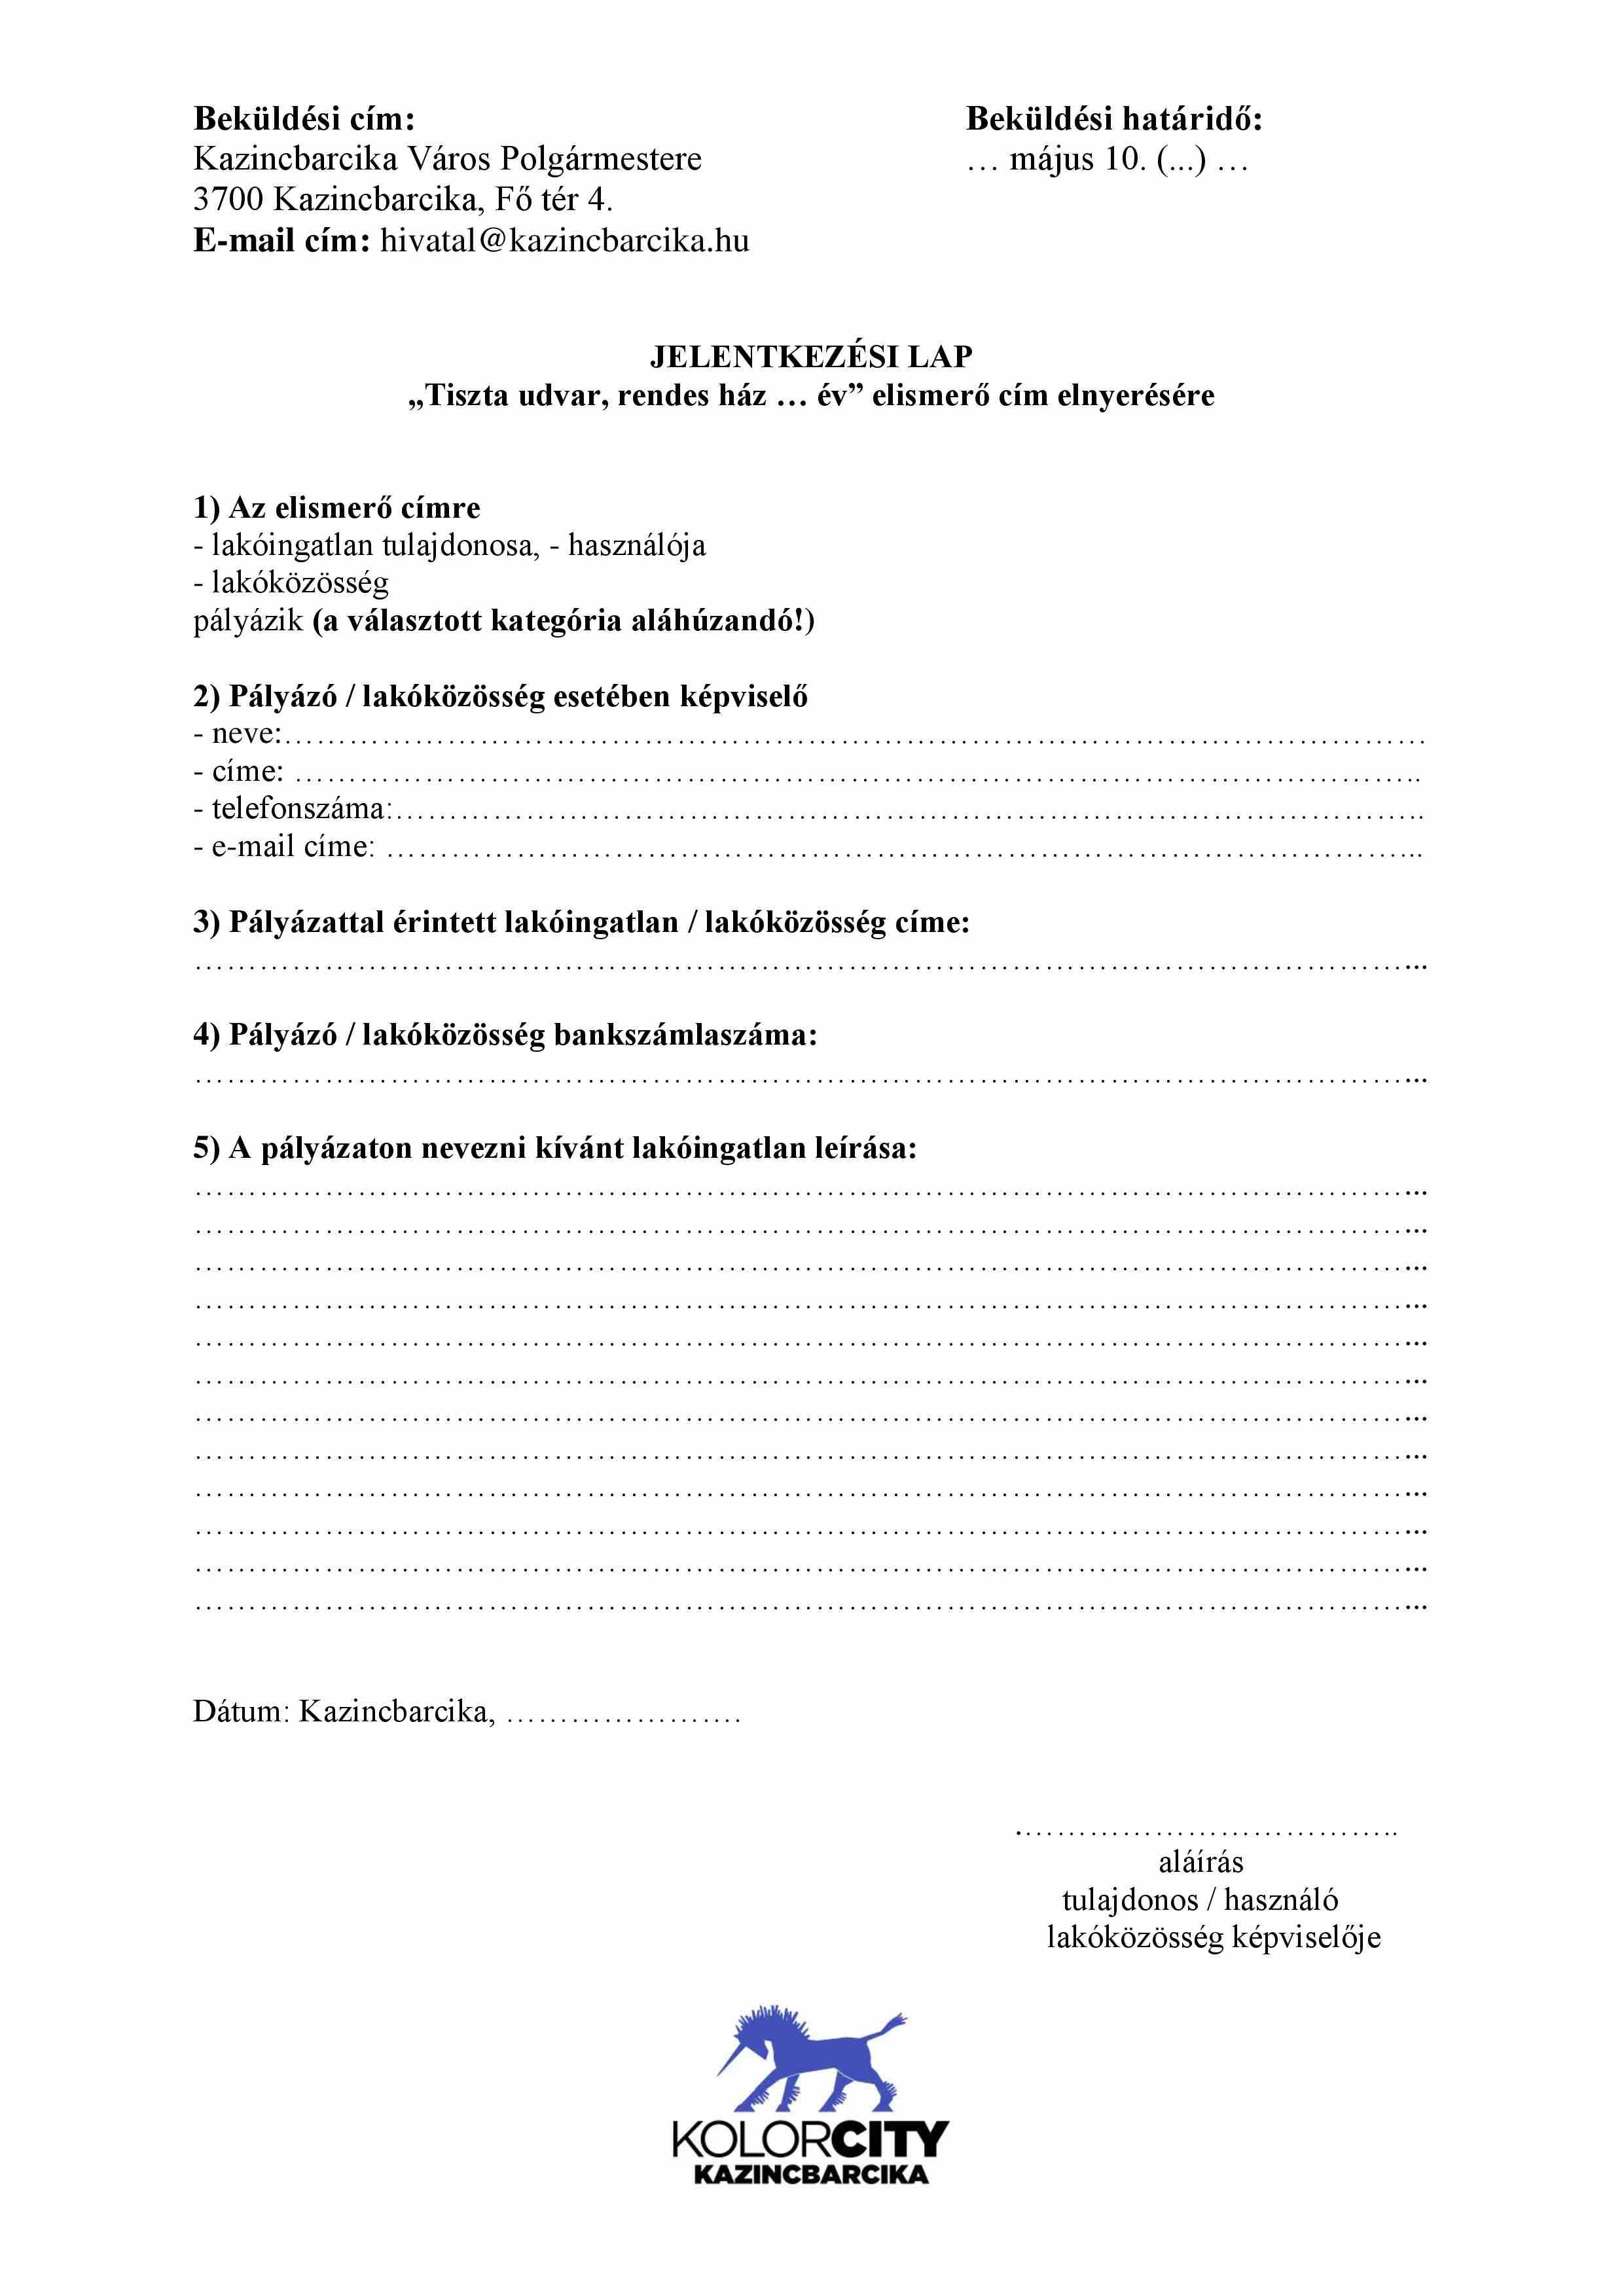 Beküldési cím:
Kazincbarcika Város Polgármestere
3700 Kazincbarcika, Fő tér 4.
E-mail cím: hivatal@kazincbarcika.hu
Beküldési határidő:
… május 10. (...) …
JELENTKEZÉSI LAP
„Tiszta udvar, rendes ház … év” elismerő cím elnyerésére
1) Az elismerő címre
- lakóingatlan tulajdonosa, - használója
- lakóközösség
pályázik (a választott kategória aláhúzandó!)
2) Pályázó / lakóközösség esetében képviselő
- neve:……………………………………………………………………………………………
- címe: …………………………………………………..……………………………………..
- telefonszáma:…………………………………………………………………………………..
- e-mail címe: …………………………………………………………………………………...
3) Pályázattal érintett lakóingatlan / lakóközösség címe:
…………………………………………………………………………………………………...
4) Pályázó / lakóközösség bankszámlaszáma:
…………………………………………………………………………………………………...
5) A pályázaton nevezni kívánt lakóingatlan leírása:
…………………………………………………………………………………………………...
…………………………………………………………………………………………………...
…………………………………………………………………………………………………...
…………………………………………………………………………………………………...
…………………………………………………………………………………………………...
…………………………………………………………………………………………………...
…………………………………………………………………………………………………...
…………………………………………………………………………………………………...
…………………………………………………………………………………………………...
…………………………………………………………………………………………………...
…………………………………………………………………………………………………...
…………………………………………………………………………………………………...
Dátum: Kazincbarcika, ………………….
.……………………………..
aláírás
tulajdonos / használó
lakóközösség képviselője
KOLORCITY
KAZINCBARCIKA